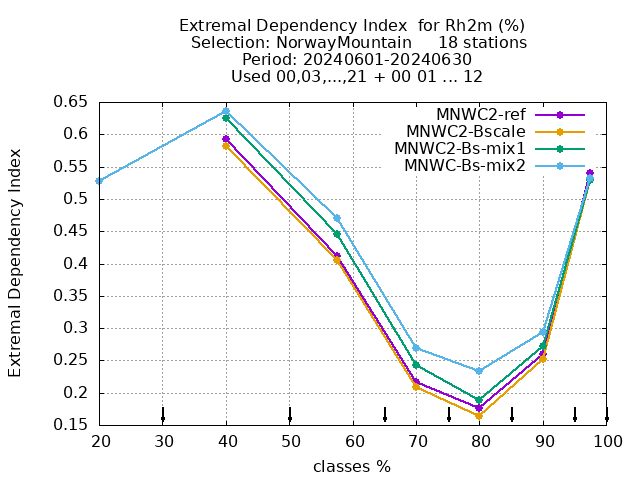 Extremal Dependency Index  for Rh2m (%)
Selection: NorwayMountain     18 stations
Period: 20240601-20240630
Used 00,03,...,21 + 00 01 ... 12
MNWC2-ref
MNWC2-Bscale
MNWC2-Bs-mix1
MNWC-Bs-mix2
Extremal Dependency Index
0.65
0.6
0.55
0.5
0.45
0.4
0.35
0.3
0.25
0.2
0.15
20 30 40 50 60 70 80 90 100
classes %